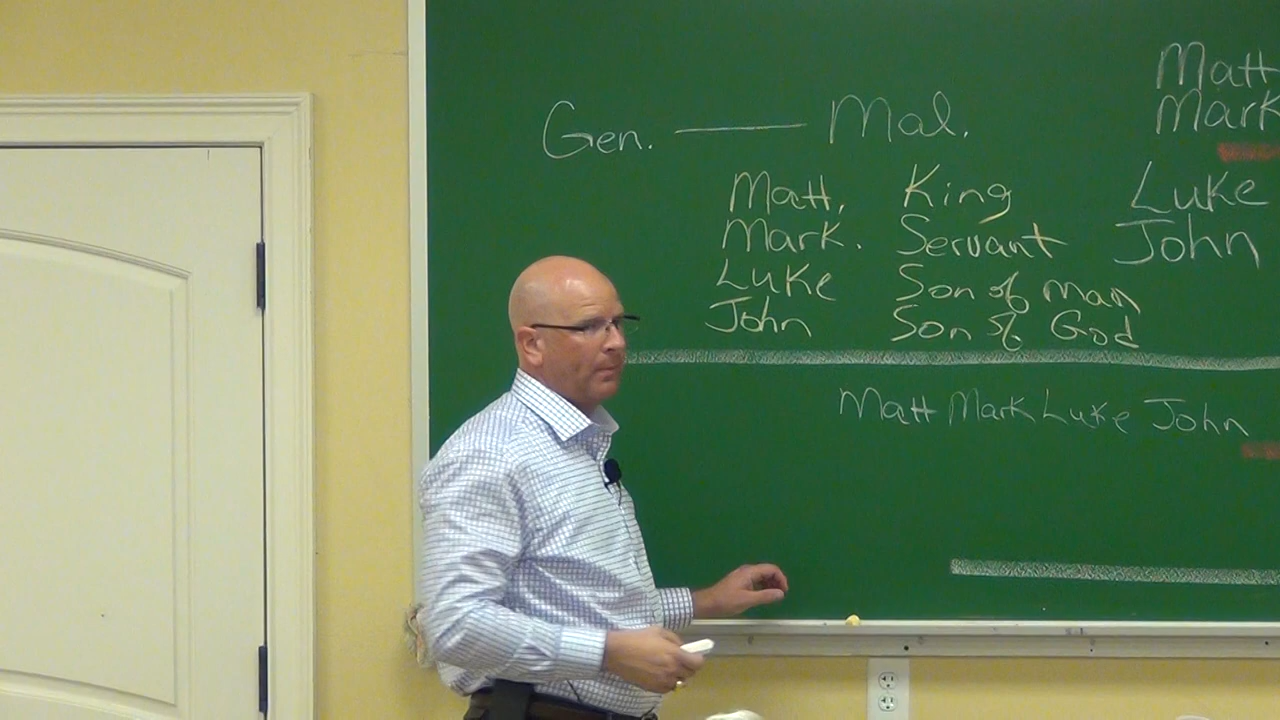 Gen. — Mal.
Matt
Mark
Matt. King
Mark. Servant
Luke Son of Man
John Son of God
Luke
John
Matt Mark Luke John